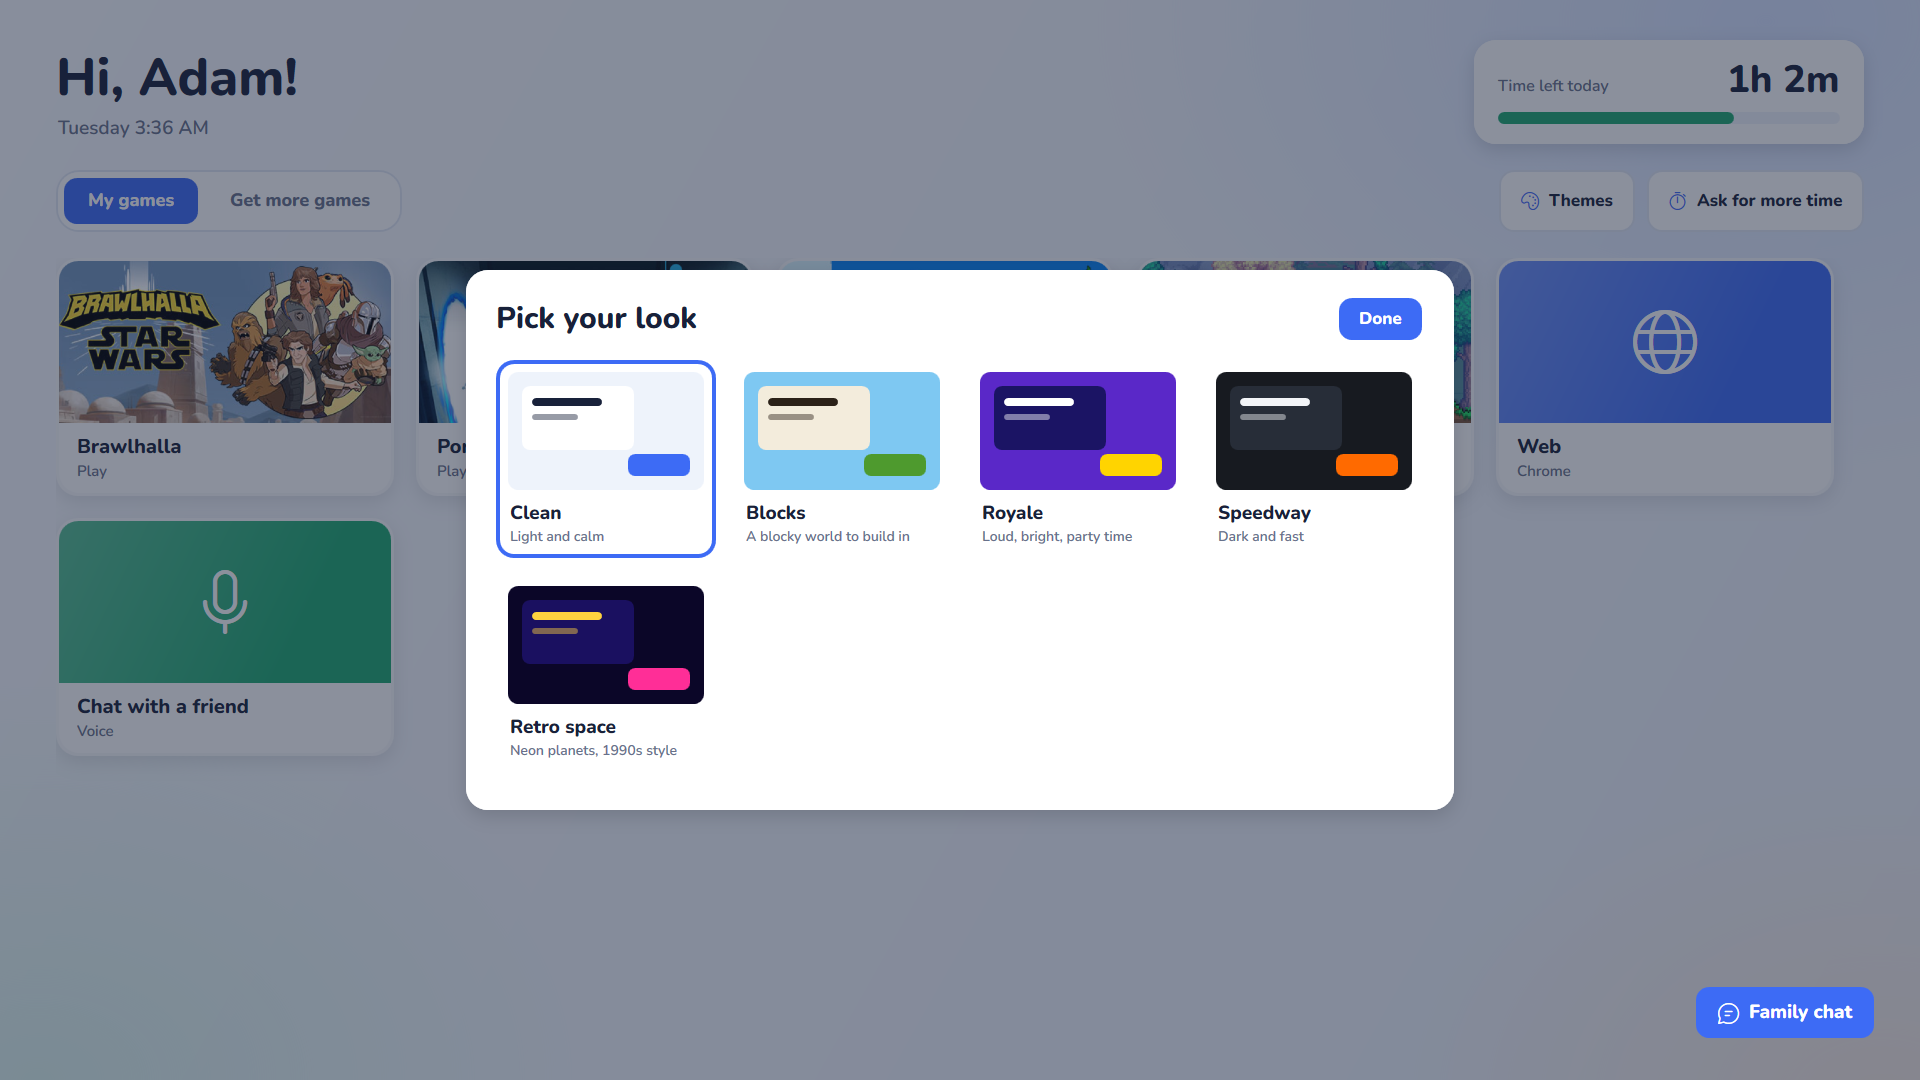 Hi, Adam!
Tuesday 3:36 AM
Time left today
1h 2m
My games
Get more games
Themes
Ask for more time
BRAWLHALLA
STAR
WARS
Brawlhalla
Play
Por
Play
Web
Chrome
Chat with a friend
Voice
Pick your look
Done
Clean
Light and calm
Blocks
A blocky world to build in
Royale
Loud, bright, party time
Speedway
Dark and fast
Retro space
Neon planets, 1990s style
Family chat